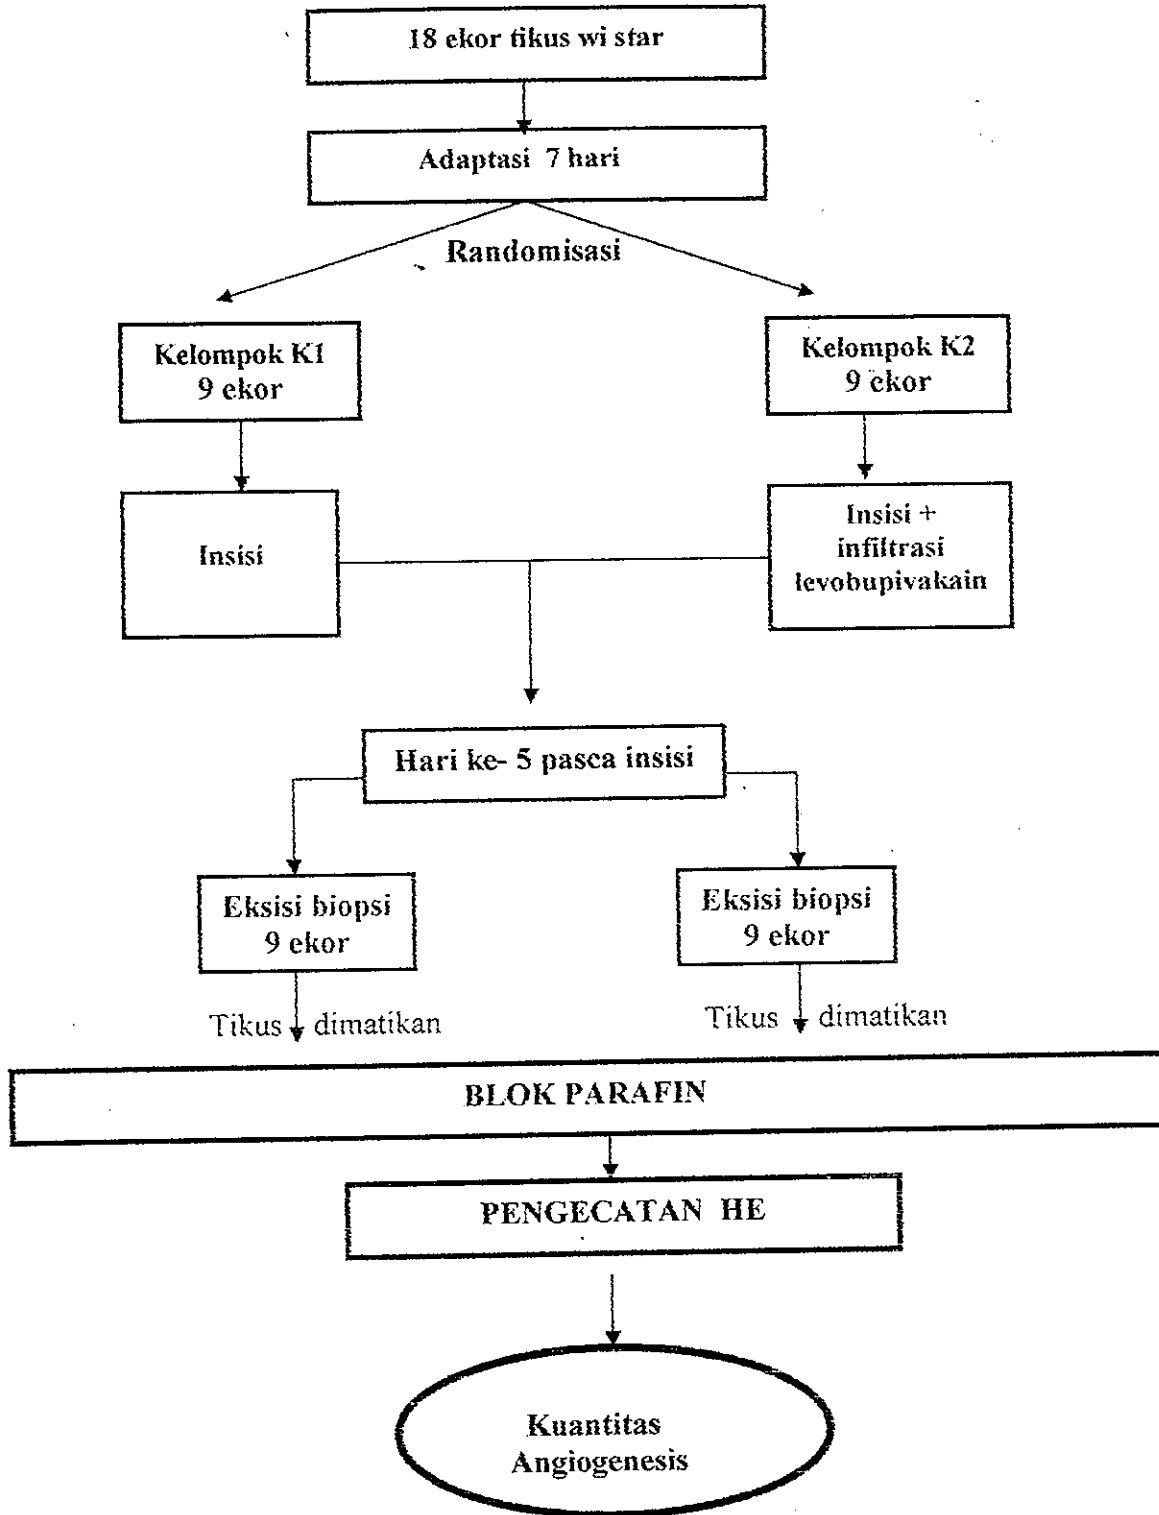 18 ekor tikus wi star
Adaptasi 7 hari
Randomisasi
Kelompok K1
9 ekor
Kelompok K2
9 ekor
Insisi
Insisi +
infiltrasi
levobupivakain
Hari ke- 5 pasca insisi
Eksisi biopsi
9 ekor
Eksisi biopsi
9 ekor
Tikus dimatikan
Tikus dimatikan
BLOK PARAFIN
PENGECATAN HE
Kuantitas
Angiogenesis